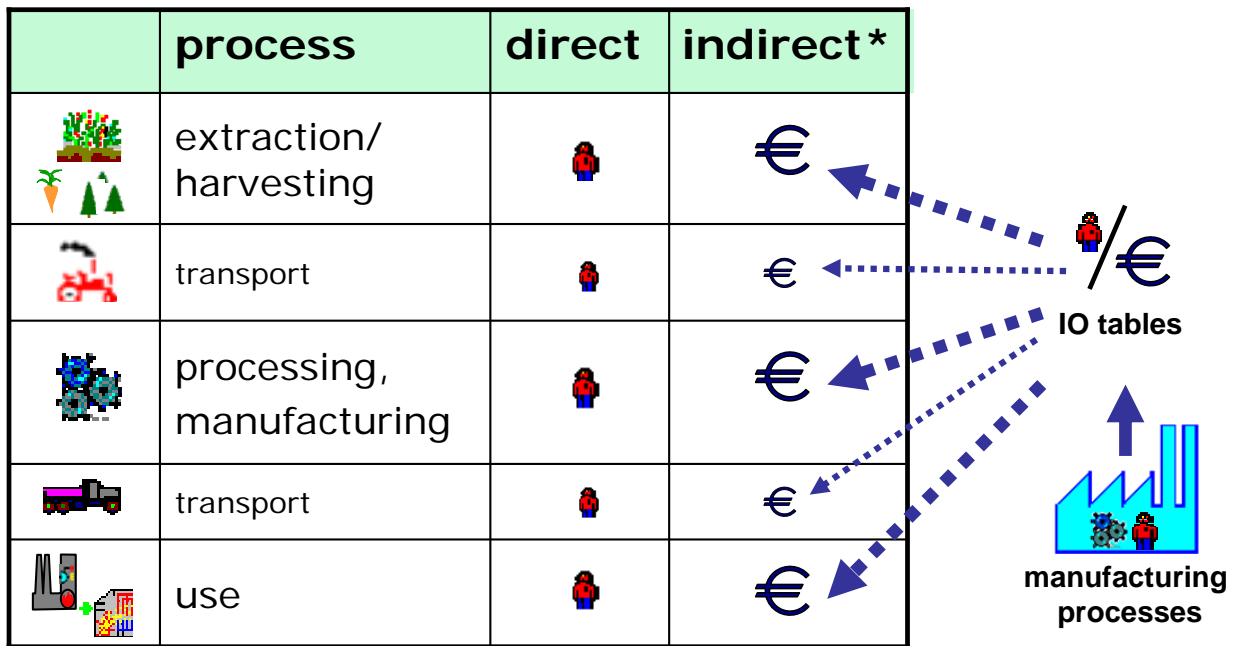 process direct indirect*
extraction/
harvesting
€
transport
€
processing,
manufacturing
€
transport
€
use
€
/€
IO tables
manufacturing
processes